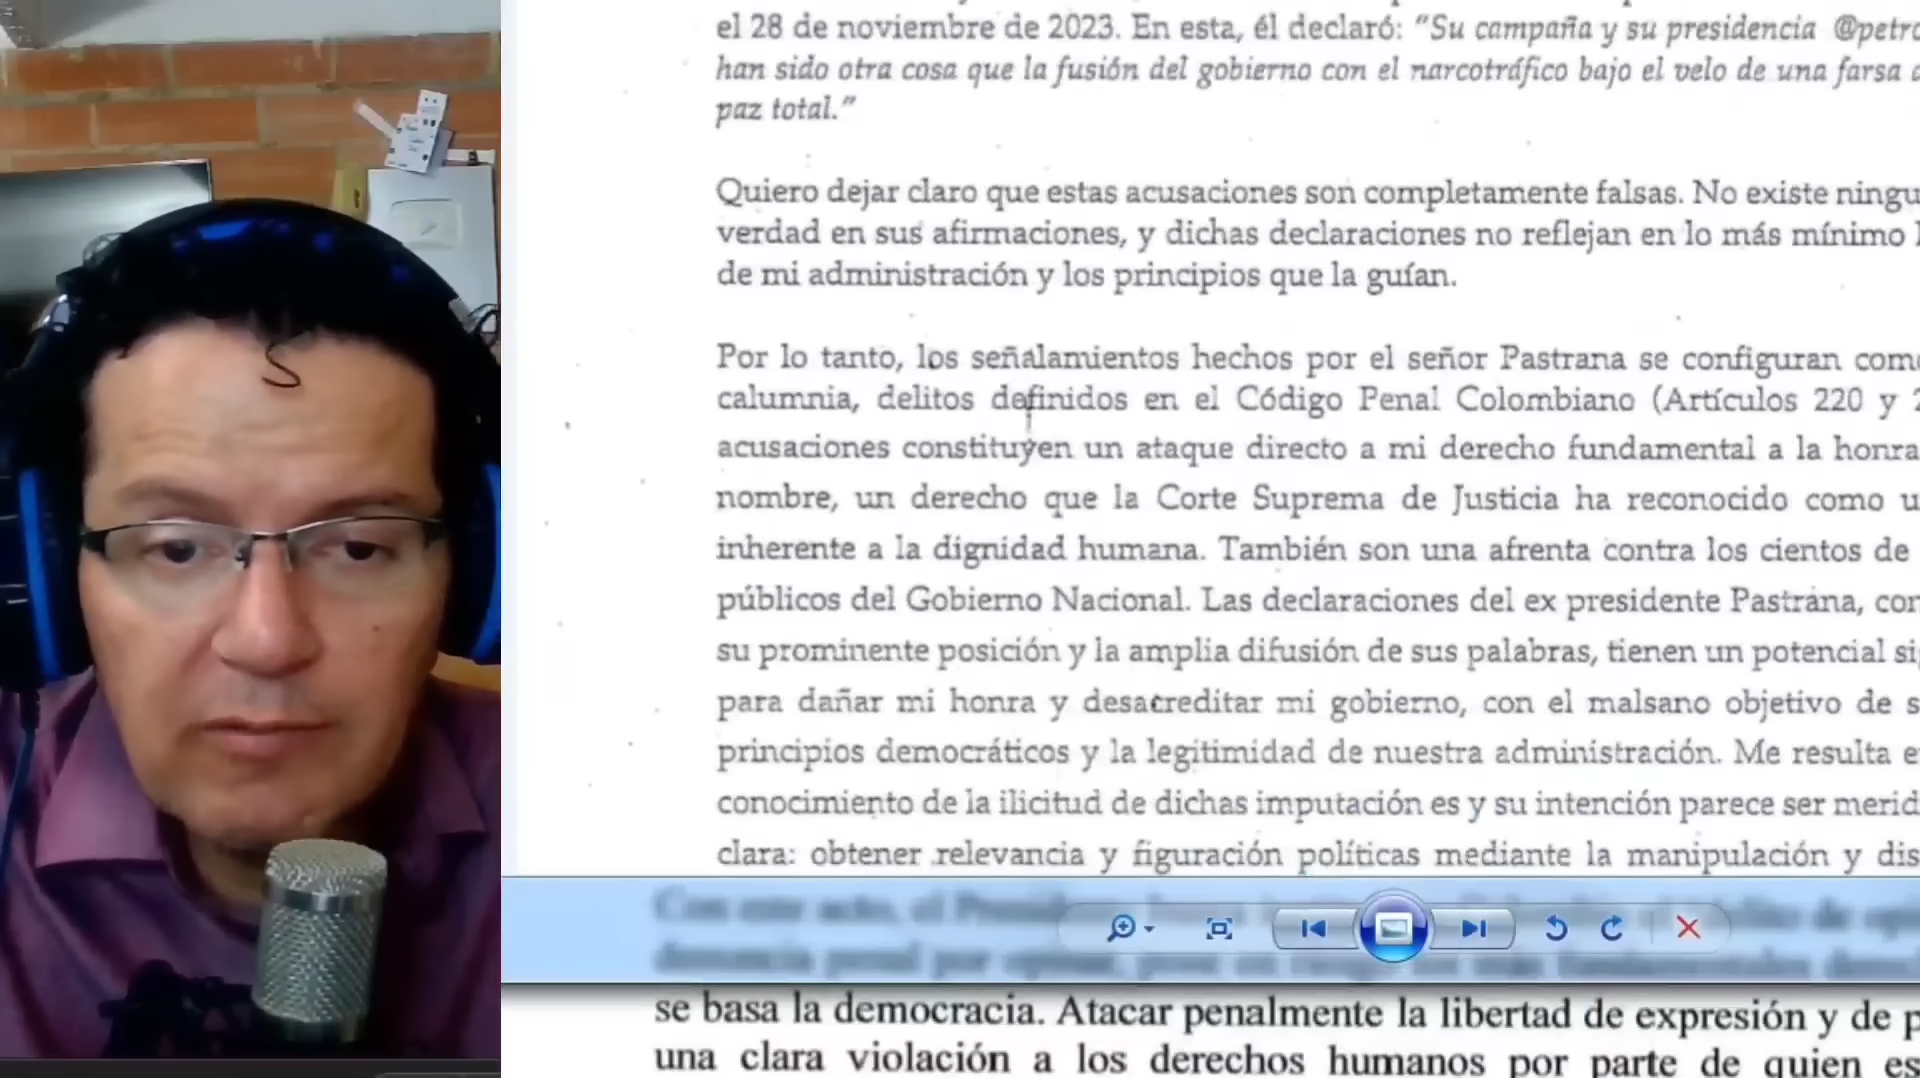 el 28 de noviembre de 2023. En esta, él declaró: "Su campaña y su presidencia @petro
han sido otra cosa que la fusión del gobierno con el narcotráfico bajo el velo de una farsa
paz total."
Quiero dejar claro que estas acusaciones son completamente falsas. No existe ningu
verdad en sus afirmaciones, y dichas declaraciones no reflejan en lo más mínimo
de mi administración y los principios que la guían.
Por lo tanto, los señalamientos hechos por el señor Pastrana se configuran com
calumnia, delitos definidos en el Código Penal Colombiano (Artículos 220 y 2
acusaciones constituyen un ataque directo a mi derecho fundamental a la honra
nombre, un derecho que la Corte Suprema de Justicia ha reconocido como u
inherente a la dignidad humana. También son una afrenta contra los cientos de
públicos del Gobierno Nacional. Las declaraciones del ex presidente Pastrana, con
su prominente posición y la amplia difusión de sus palabras, tienen un potencial sig
para dañar mi honra y desacreditar mi gobierno, con el malsano objetivo de s
principios democráticos y la legitimidad de nuestra administración. Me resulta e
conocimiento de la ilicitud de dichas imputación es y su intención parece ser merid
clara: obtener relevancia y figuración políticas mediante la manipulación y dis
se basa la democracia. Atacar penalmente la libertad de expresión y de p
una clara violación a los derechos humanos por parte de quien es